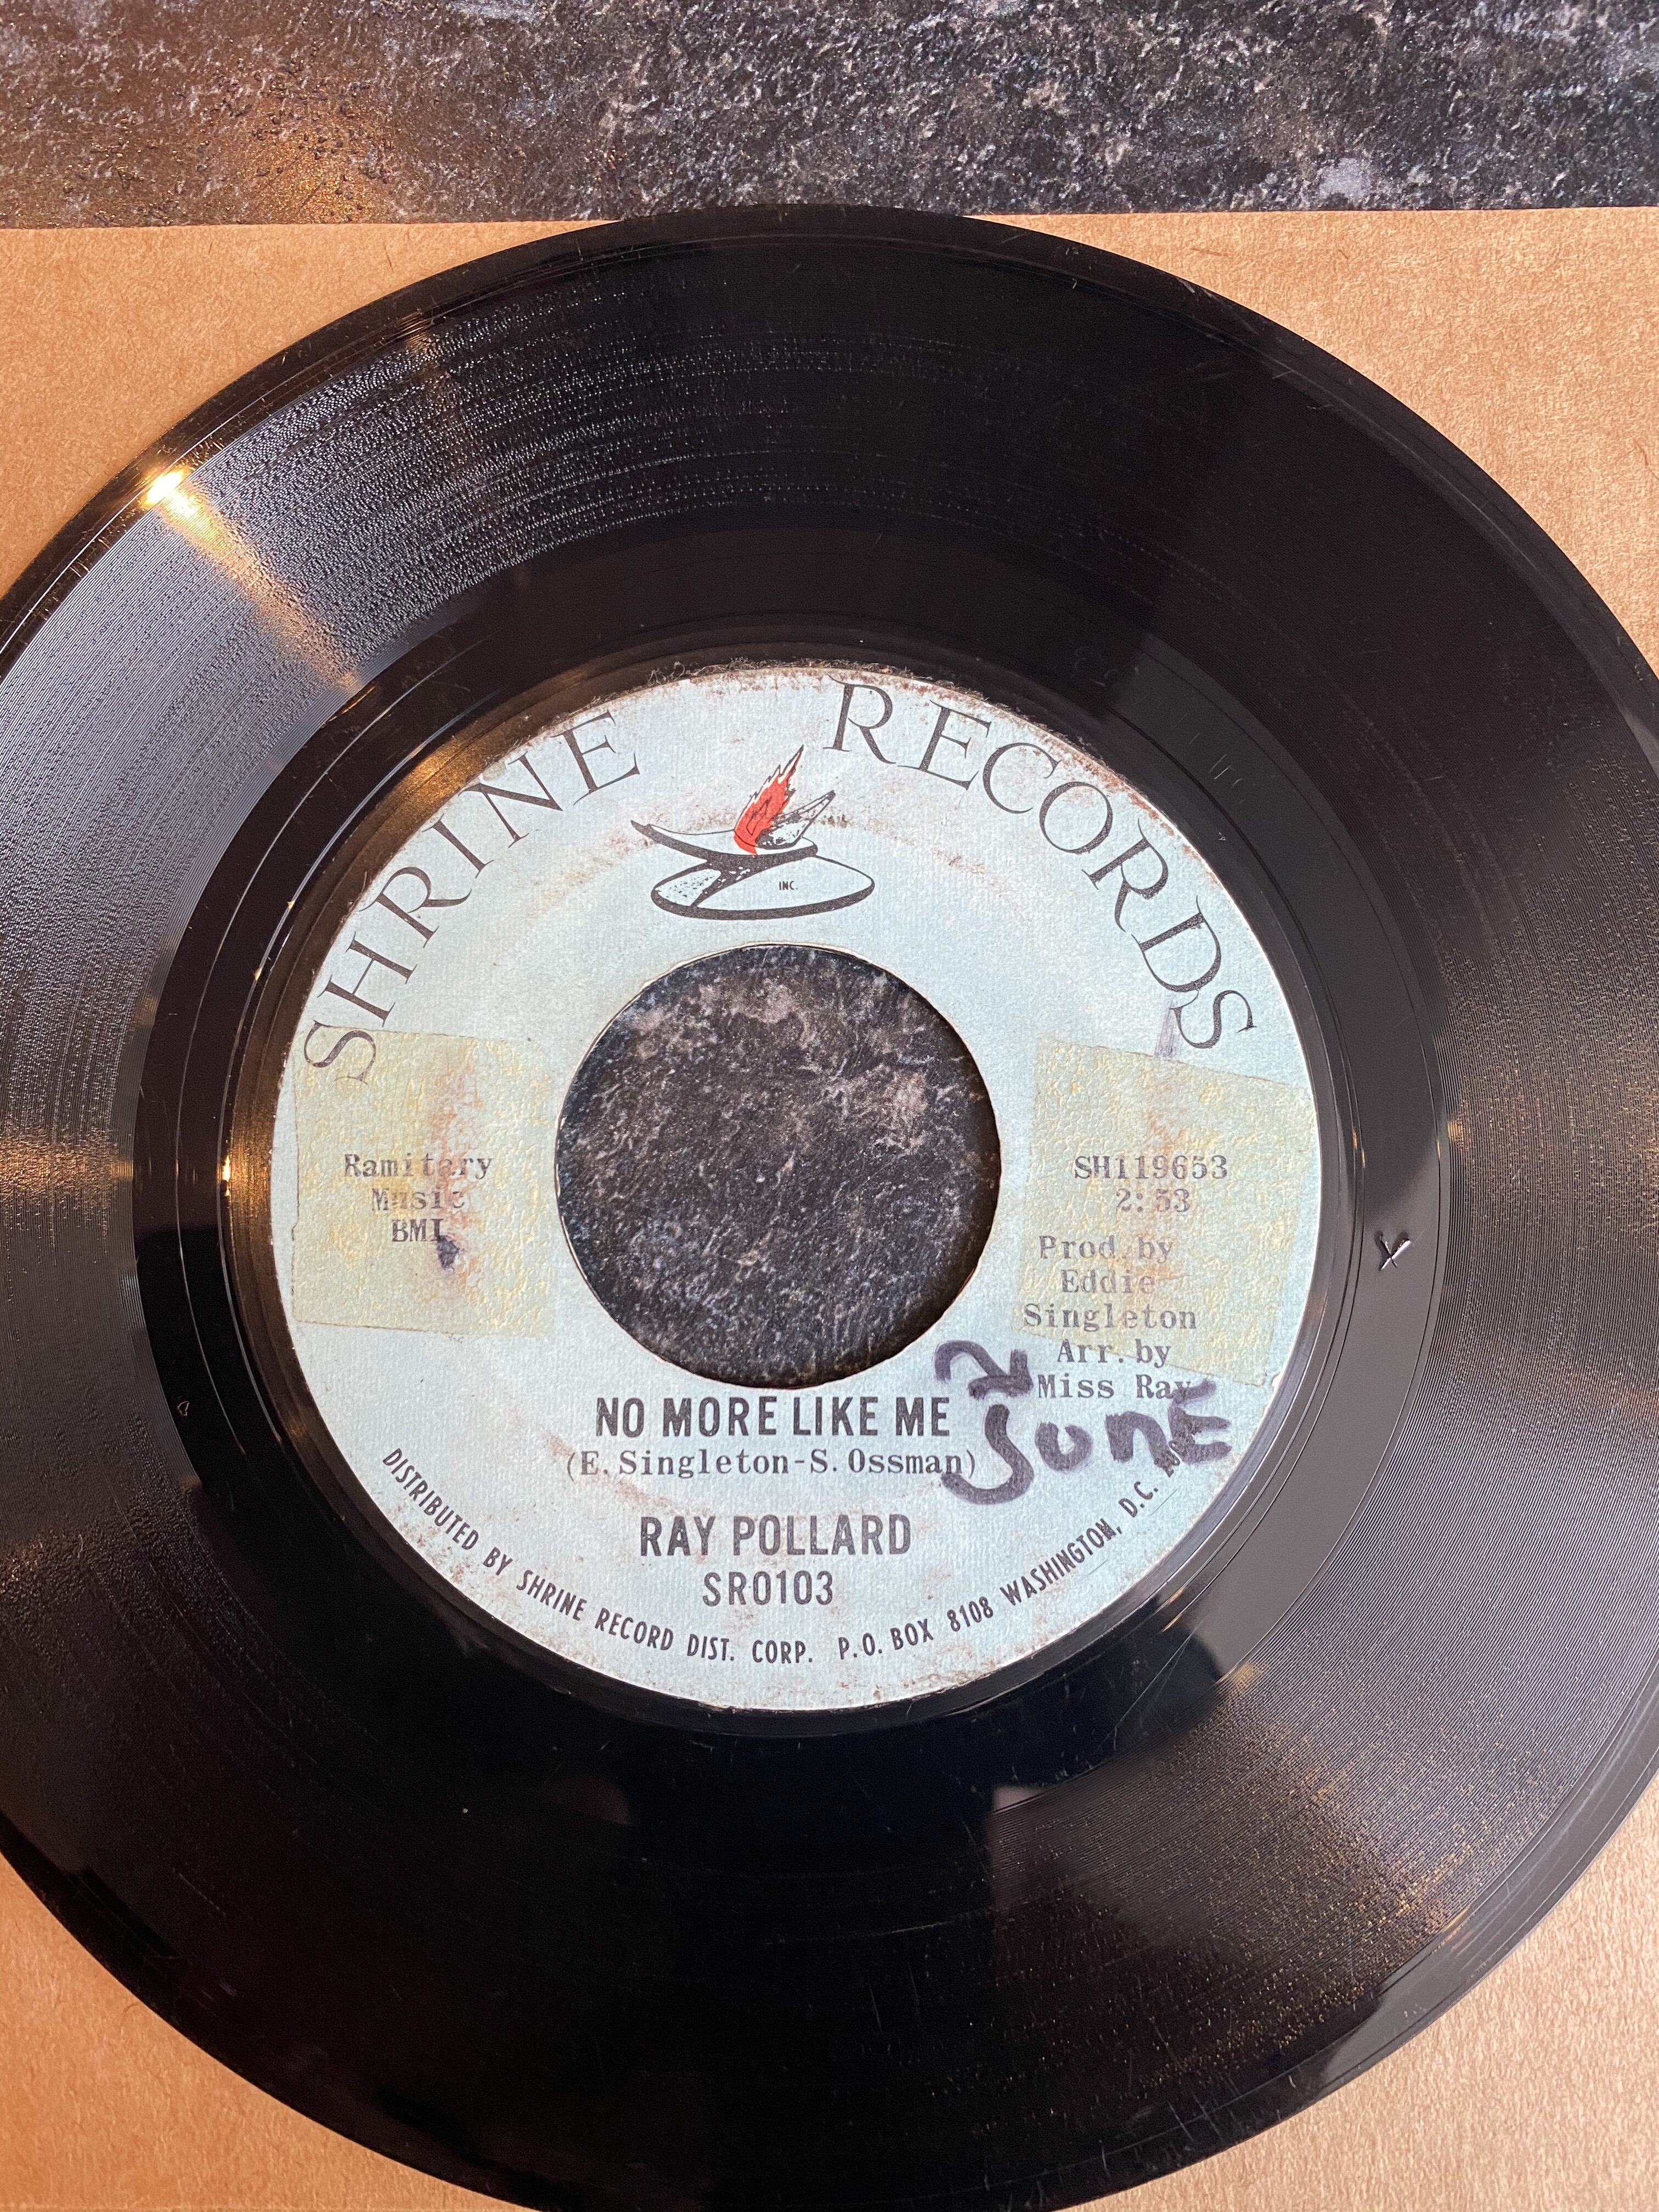 SHRINE RECORDS
INC.
Ramitary
Music
BMI
SH119653
2:53
Prod. by
Eddie
Singleton
Arr. by
Miss Ray
JUNE
NO MORE LIKE ME
(E. Singleton-S. Ossman)
RAY POLLARD
SR0103
DISTRIBUTED BY SHRINE RECORD DIST. CORP. P.O. BOX 8108 WASHINGTON, D.C.